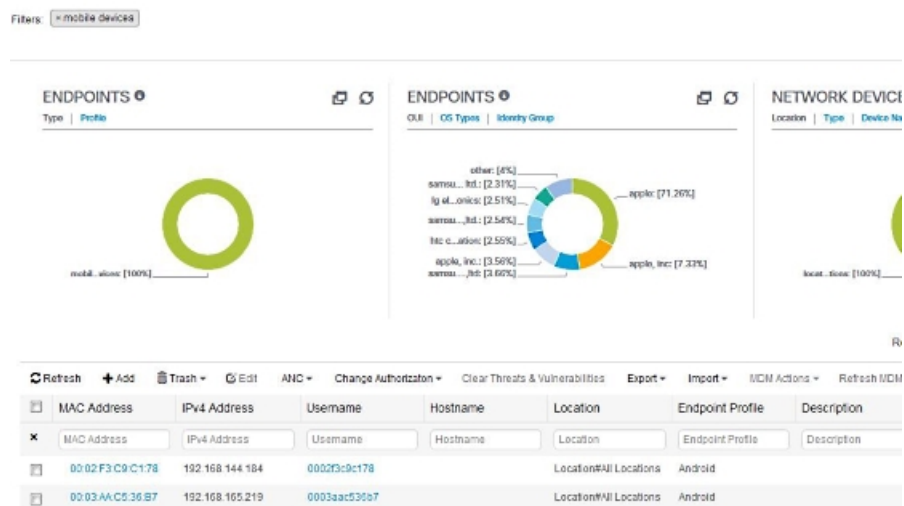 Filters: × mobile devices
ENDPOINTS
Type | Profile
mobil...vices: [100%]
ENDPOINTS
OUI | OS Types | Identity Group
other: [4%]
samsu... ltd.: [2.31%]
lg el...onics: [2.51%]
samsu...,ltd.: [2.54%]
htc c...ation: [2.55%]
apple, inc.: [3.56%]
samsu...,ltd: [3.66%]
apple: [71.26%]
apple, inc: [7.33%]
NETWORK DEVICE
Location | Type | Device Na
locat...tions: [100%]
R
Refresh Add Trash Edit ANC Change Authorizaton Clear Threats & Vulnerabilities Export Import MDM Actions Refresh MDM
MAC Address IPv4 Address Username Hostname Location Endpoint Profile Description
× MAC Address IPv4 Address Username Hostname Location Endpoint Profile Description
00:02:F3:C9:C1:78 192.168.144.184 0002f3c9c178 Location#All Locations Android
00:03:AA:C5:36:B7 192.168.165.219 0003aac536b7 Location#All Locations Android